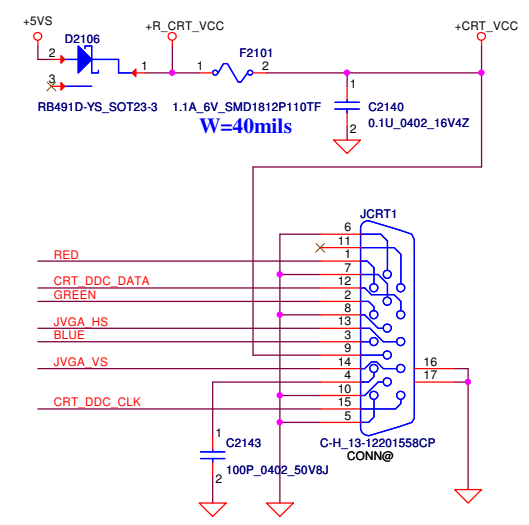 +5VS
+R_CRT_VCC
+CRT_VCC
D2106
F2101
2
1
1
2
3
1
C2140
RB491D-YS_SOT23-3
1.1A_6V_SMD1812P110TF
0.1U_0402_16V4Z
W=40mils
2
JCRT1
6
11
RED
1
7
CRT_DDC_DATA
12
GREEN
2
8
JVGA_HS
13
BLUE
3
9
JVGA_VS
14
16
4
17
10
CRT_DDC_CLK
15
5
1
C2143
C-H_13-12201558CP
CONN@
100P_0402_50V8J
2